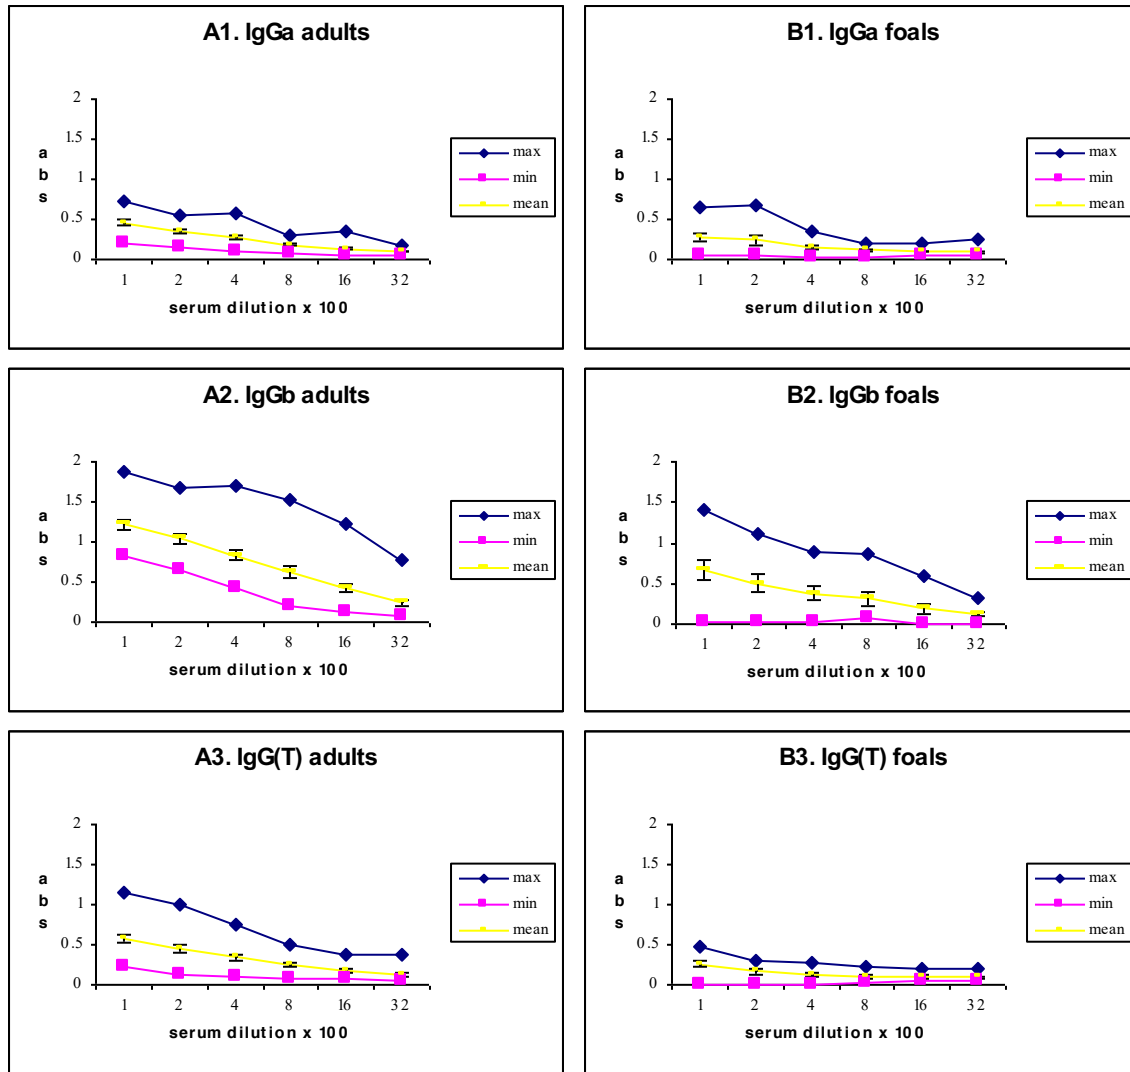 A1. IgGa adults
2
1.5
1
0.5
0
a
b
s
1 2 4 8 16 32
serum dilution x 100
max
min
mean
B1. IgGa foals
2
1.5
1
0.5
0
a
b
s
1 2 4 8 16 32
serum dilution x 100
max
min
mean
A2. IgGb adults
2
1.5
1
0.5
0
a
b
s
1 2 4 8 16 32
serum dilution x 100
max
min
mean
B2. IgGb foals
2
1.5
1
0.5
0
a
b
s
1 2 4 8 16 32
serum dilution x 100
max
min
mean
A3. IgG(T) adults
2
1.5
1
0.5
0
a
b
s
1 2 4 8 16 32
serum dilution x 100
max
min
mean
B3. IgG(T) foals
2
1.5
1
0.5
0
a
b
s
1 2 4 8 16 32
serum dilution x 100
max
min
mean